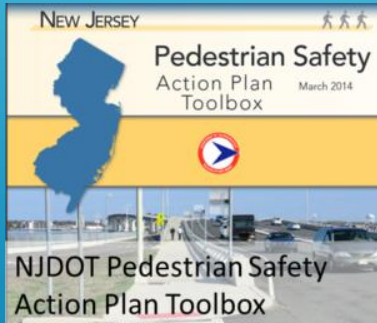 NEW JERSEY
Pedestrian Safety
Action Plan March 2014
Toolbox
NJDOT Pedestrian Safety
Action Plan Toolbox